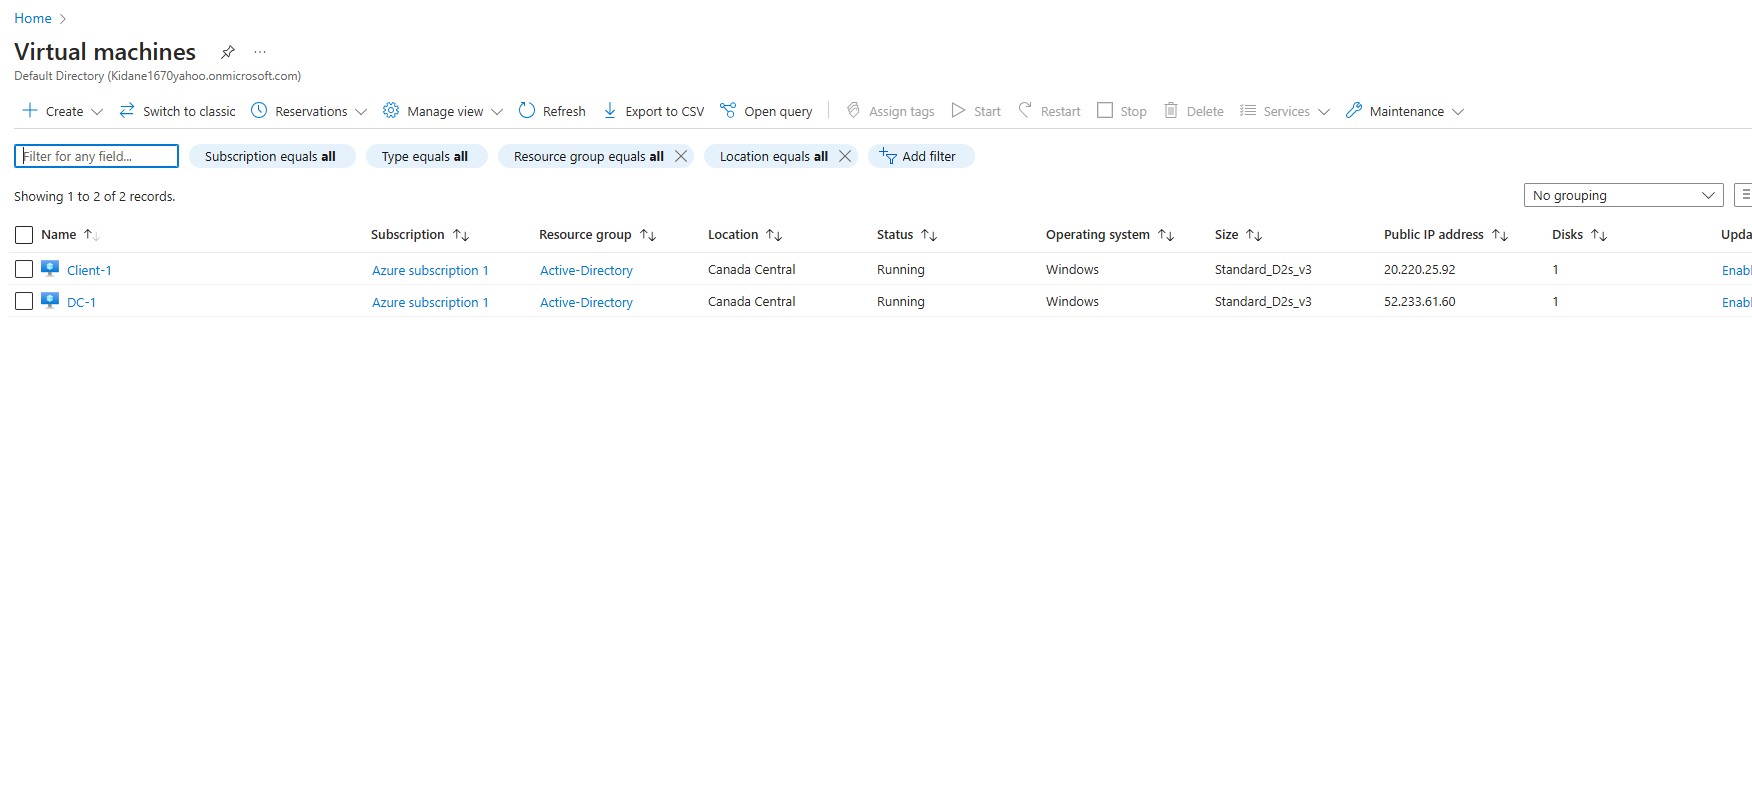 Home
Virtual machines
Default Directory (Kidane1670yahoo.onmicrosoft.com)
Create Switch to classic Reservations Manage view Refresh Export to CSV Open query Assign tags Start Restart Stop Delete Services Maintenance
Filter for any field... Subscription equals all Type equals all Resource group equals all Location equals all Add filter
Showing 1 to 2 of 2 records. No grouping
Name Subscription Resource group Location Status Operating system Size Public IP address Disks Upda
Client-1 Azure subscription 1 Active-Directory Canada Central Running Windows Standard_D2s_v3 20.220.25.92 1 Enabl
DC-1 Azure subscription 1 Active-Directory Canada Central Running Windows Standard_D2s_v3 52.233.61.60 1 Enabl